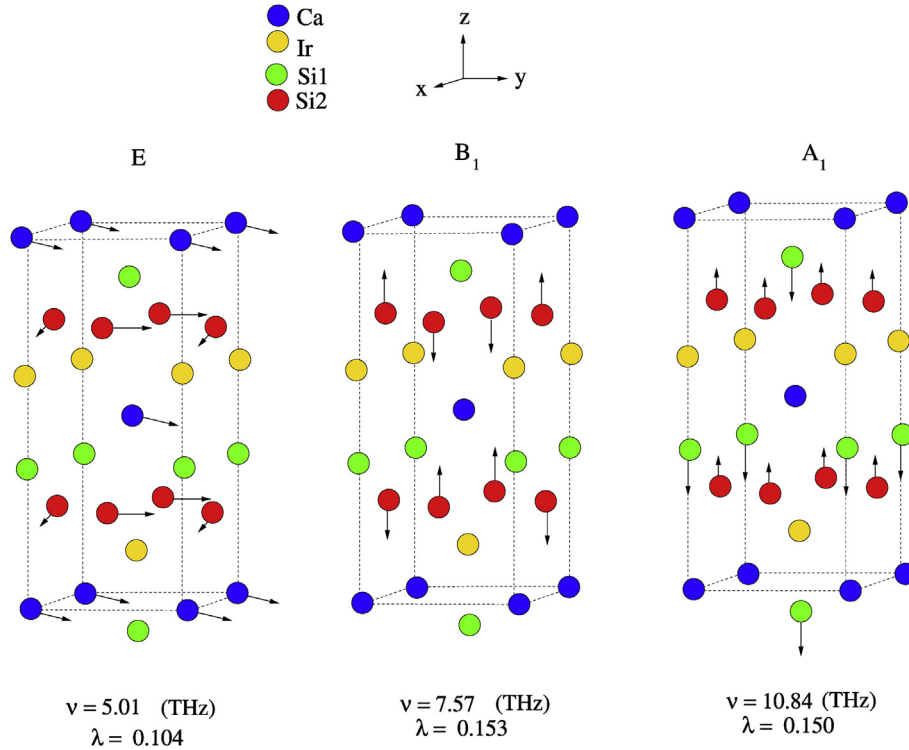 Ca
Ir
Si1
Si2
z
x
y
E
B₁
A₁
ν = 5.01 (THz)
λ = 0.104
ν = 7.57 (THz)
λ = 0.153
ν = 10.84 (THz)
λ = 0.150